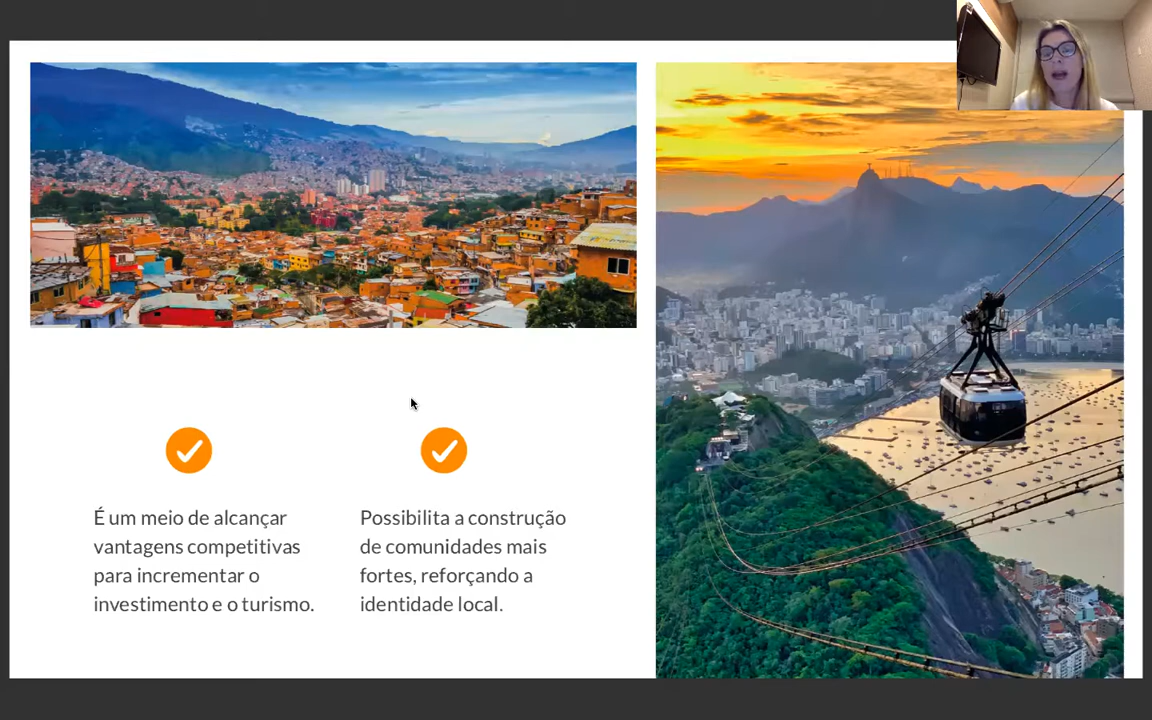 É um meio de alcançar
vantagens competitivas
para incrementar o
investimento e o turismo.
Possibilita a construção
de comunidades mais
fortes, reforçando a
identidade local.